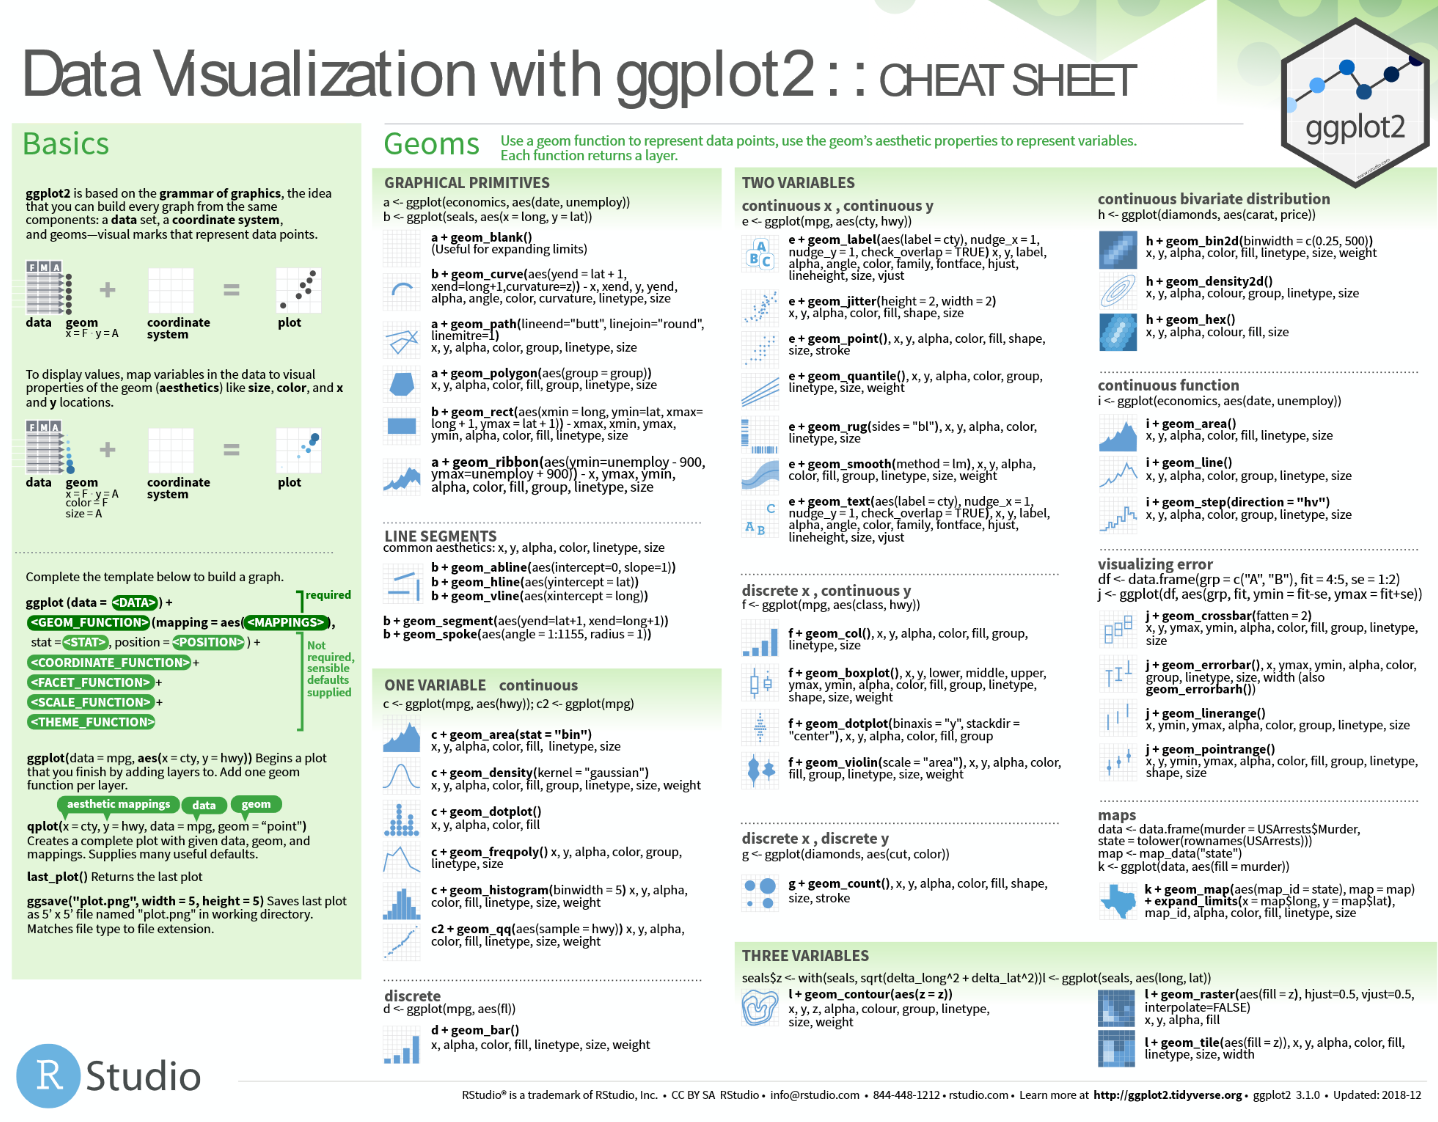 Data Visualization with ggplot2 : : CHEAT SHEET
ggplot2
www.rstudio.com
Basics
ggplot2 is based on the grammar of graphics, the idea
that you can build every graph from the same
components: a data set, a coordinate system,
and geoms—visual marks that represent data points.
F M A
+
=
data
geom
x = F · y = A
coordinate
system
plot
To display values, map variables in the data to visual
properties of the geom (aesthetics) like size, color, and x
and y locations.
F M A
+
=
data
geom
x = F · y = A
color = F
size = A
coordinate
system
plot
Complete the template below to build a graph.
ggplot (data = <DATA> ) +
<GEOM_FUNCTION> (mapping = aes( <MAPPINGS> ),
stat = <STAT> , position = <POSITION> ) +
<COORDINATE_FUNCTION> +
<FACET_FUNCTION> +
<SCALE_FUNCTION> +
<THEME_FUNCTION>
required
Not
required,
sensible
defaults
supplied
ggplot(data = mpg, aes(x = cty, y = hwy)) Begins a plot
that you finish by adding layers to. Add one geom
function per layer.
aesthetic mappings data geom
qplot(x = cty, y = hwy, data = mpg, geom = “point")
Creates a complete plot with given data, geom, and
mappings. Supplies many useful defaults.
last_plot() Returns the last plot
ggsave("plot.png", width = 5, height = 5) Saves last plot
as 5’ x 5’ file named "plot.png" in working directory.
Matches file type to file extension.
Geoms
Use a geom function to represent data points, use the geom’s aesthetic properties to represent variables.
Each function returns a layer.
GRAPHICAL PRIMITIVES
a <- ggplot(economics, aes(date, unemploy))
b <- ggplot(seals, aes(x = long, y = lat))
a + geom_blank()
(Useful for expanding limits)
b + geom_curve(aes(yend = lat + 1,
xend=long+1,curvature=z)) - x, xend, y, yend,
alpha, angle, color, curvature, linetype, size
a + geom_path(lineend="butt", linejoin="round",
linemitre=1)
x, y, alpha, color, group, linetype, size
a + geom_polygon(aes(group = group))
x, y, alpha, color, fill, group, linetype, size
b + geom_rect(aes(xmin = long, ymin=lat, xmax=
long + 1, ymax = lat + 1)) - xmax, xmin, ymax,
ymin, alpha, color, fill, linetype, size
a + geom_ribbon(aes(ymin=unemploy - 900,
ymax=unemploy + 900)) - x, ymax, ymin,
alpha, color, fill, group, linetype, size
LINE SEGMENTS
common aesthetics: x, y, alpha, color, linetype, size
b + geom_abline(aes(intercept=0, slope=1))
b + geom_hline(aes(yintercept = lat))
b + geom_vline(aes(xintercept = long))
b + geom_segment(aes(yend=lat+1, xend=long+1))
b + geom_spoke(aes(angle = 1:1155, radius = 1))
ONE VARIABLE continuous
c <- ggplot(mpg, aes(hwy)); c2 <- ggplot(mpg)
c + geom_area(stat = "bin")
x, y, alpha, color, fill, linetype, size
c + geom_density(kernel = "gaussian")
x, y, alpha, color, fill, group, linetype, size, weight
c + geom_dotplot()
x, y, alpha, color, fill
c + geom_freqpoly() x, y, alpha, color, group,
linetype, size
c + geom_histogram(binwidth = 5) x, y, alpha,
color, fill, linetype, size, weight
c2 + geom_qq(aes(sample = hwy)) x, y, alpha,
color, fill, linetype, size, weight
discrete
d <- ggplot(mpg, aes(fl))
d + geom_bar()
x, alpha, color, fill, linetype, size, weight
TWO VARIABLES
continuous x , continuous y
e <- ggplot(mpg, aes(cty, hwy))
A
B C
e + geom_label(aes(label = cty), nudge_x = 1,
nudge_y = 1, check_overlap = TRUE) x, y, label,
alpha, angle, color, family, fontface, hjust,
lineheight, size, vjust
e + geom_jitter(height = 2, width = 2)
x, y, alpha, color, fill, shape, size
e + geom_point(), x, y, alpha, color, fill, shape,
size, stroke
e + geom_quantile(), x, y, alpha, color, group,
linetype, size, weight
e + geom_rug(sides = "bl"), x, y, alpha, color,
linetype, size
e + geom_smooth(method = lm), x, y, alpha,
color, fill, group, linetype, size, weight
C
A B
e + geom_text(aes(label = cty), nudge_x = 1,
nudge_y = 1, check_overlap = TRUE), x, y, label,
alpha, angle, color, family, fontface, hjust,
lineheight, size, vjust
discrete x , continuous y
f <- ggplot(mpg, aes(class, hwy))
f + geom_col(), x, y, alpha, color, fill, group,
linetype, size
f + geom_boxplot(), x, y, lower, middle, upper,
ymax, ymin, alpha, color, fill, group, linetype,
shape, size, weight
f + geom_dotplot(binaxis = "y", stackdir =
"center"), x, y, alpha, color, fill, group
f + geom_violin(scale = "area"), x, y, alpha, color,
fill, group, linetype, size, weight
discrete x , discrete y
g <- ggplot(diamonds, aes(cut, color))
g + geom_count(), x, y, alpha, color, fill, shape,
size, stroke
continuous bivariate distribution
h <- ggplot(diamonds, aes(carat, price))
h + geom_bin2d(binwidth = c(0.25, 500))
x, y, alpha, color, fill, linetype, size, weight
h + geom_density2d()
x, y, alpha, colour, group, linetype, size
h + geom_hex()
x, y, alpha, colour, fill, size
continuous function
i <- ggplot(economics, aes(date, unemploy))
i + geom_area()
x, y, alpha, color, fill, linetype, size
i + geom_line()
x, y, alpha, color, group, linetype, size
i + geom_step(direction = "hv")
x, y, alpha, color, group, linetype, size
visualizing error
df <- data.frame(grp = c("A", "B"), fit = 4:5, se = 1:2)
j <- ggplot(df, aes(grp, fit, ymin = fit-se, ymax = fit+se))
j + geom_crossbar(fatten = 2)
x, y, ymax, ymin, alpha, color, fill, group, linetype,
size
j + geom_errorbar(), x, ymax, ymin, alpha, color,
group, linetype, size, width (also
geom_errorbarh())
j + geom_linerange()
x, ymin, ymax, alpha, color, group, linetype, size
j + geom_pointrange()
x, y, ymin, ymax, alpha, color, fill, group, linetype,
shape, size
maps
data <- data.frame(murder = USArrests$Murder,
state = tolower(rownames(USArrests)))
map <- map_data("state")
k <- ggplot(data, aes(fill = murder))
k + geom_map(aes(map_id = state), map = map)
+ expand_limits(x = map$long, y = map$lat),
map_id, alpha, color, fill, linetype, size
THREE VARIABLES
seals$z <- with(seals, sqrt(delta_long^2 + delta_lat^2))l <- ggplot(seals, aes(long, lat))
l + geom_contour(aes(z = z))
x, y, z, alpha, colour, group, linetype,
size, weight
l + geom_raster(aes(fill = z), hjust=0.5, vjust=0.5,
interpolate=FALSE)
x, y, alpha, fill
l + geom_tile(aes(fill = z)), x, y, alpha, color, fill,
linetype, size, width
R Studio
RStudio® is a trademark of RStudio, Inc. • CC BY SA RStudio • info@rstudio.com • 844-448-1212 • rstudio.com • Learn more at http://ggplot2.tidyverse.org • ggplot2 3.1.0 • Updated: 2018-12